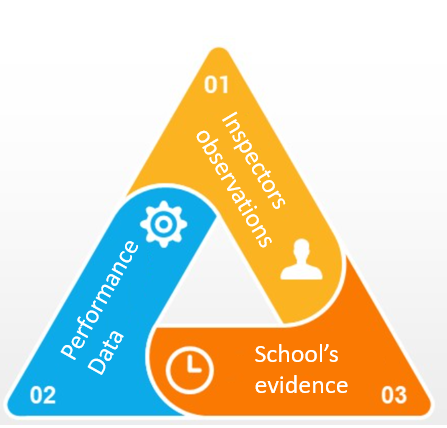 01
Inspectors
observations
Performance
Data
02
School's
evidence
03